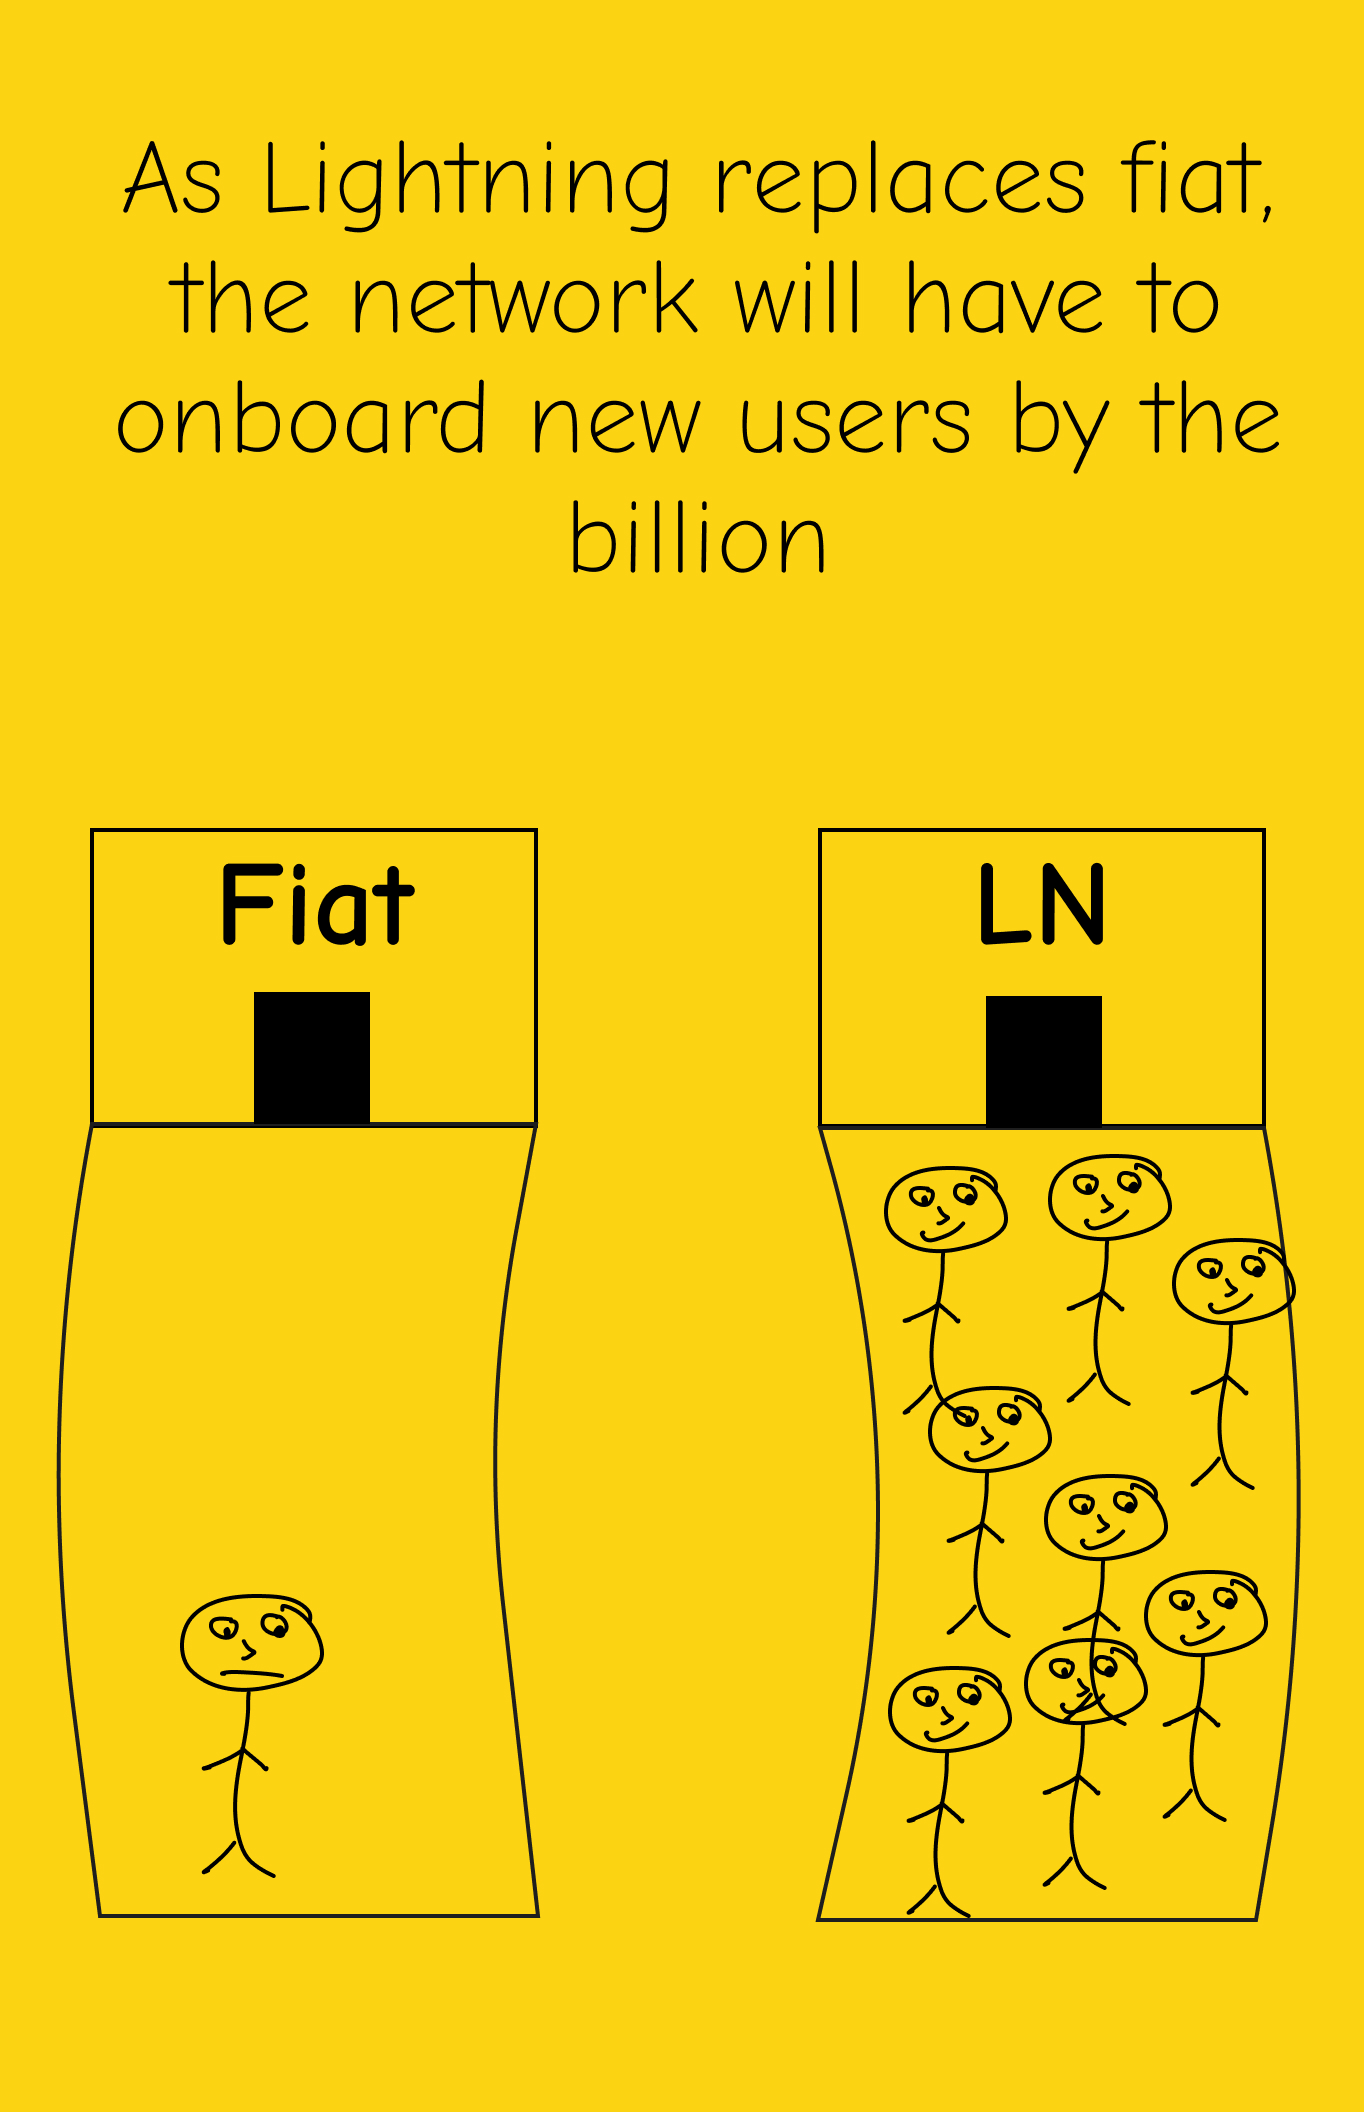 As Lightning replaces fiat,
the network will have to
onboard new users by the
billion
Fiat
LN